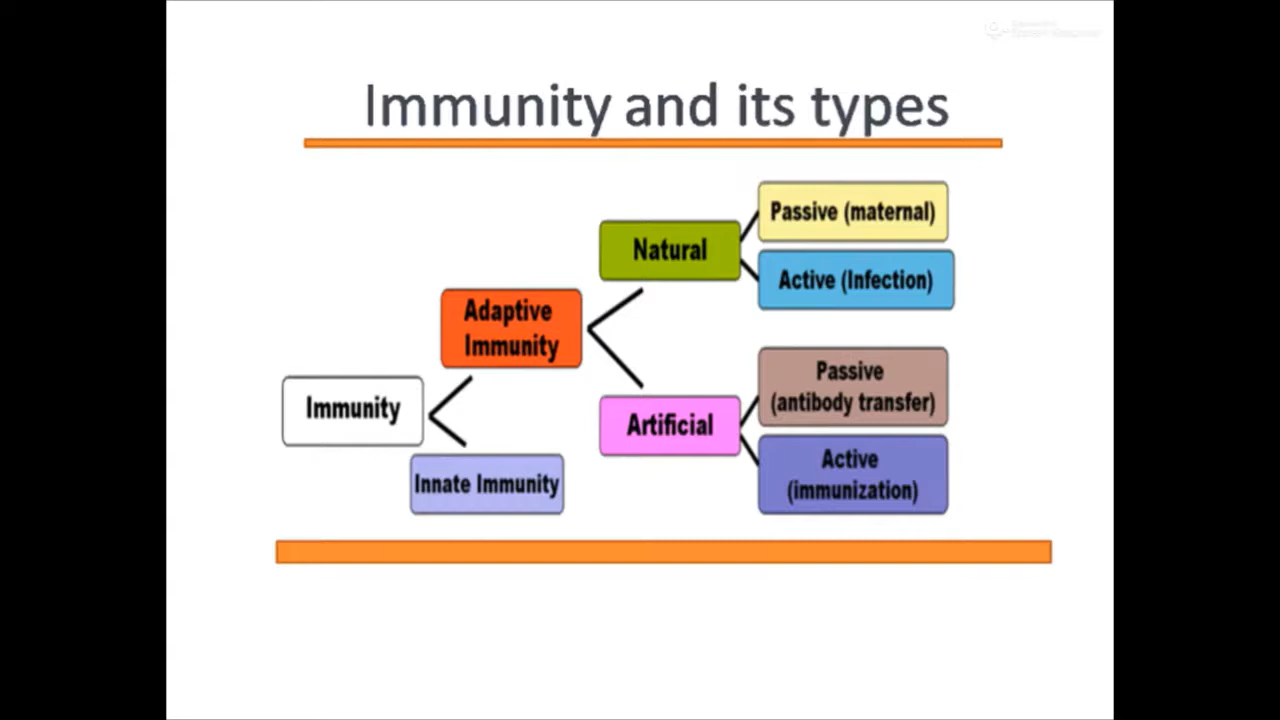 Immunity and its types
Passive (maternal)
Natural
Active (Infection)
Adaptive
Immunity
Passive
(antibody transfer)
Immunity
Artificial
Active
(immunization)
Innate Immunity